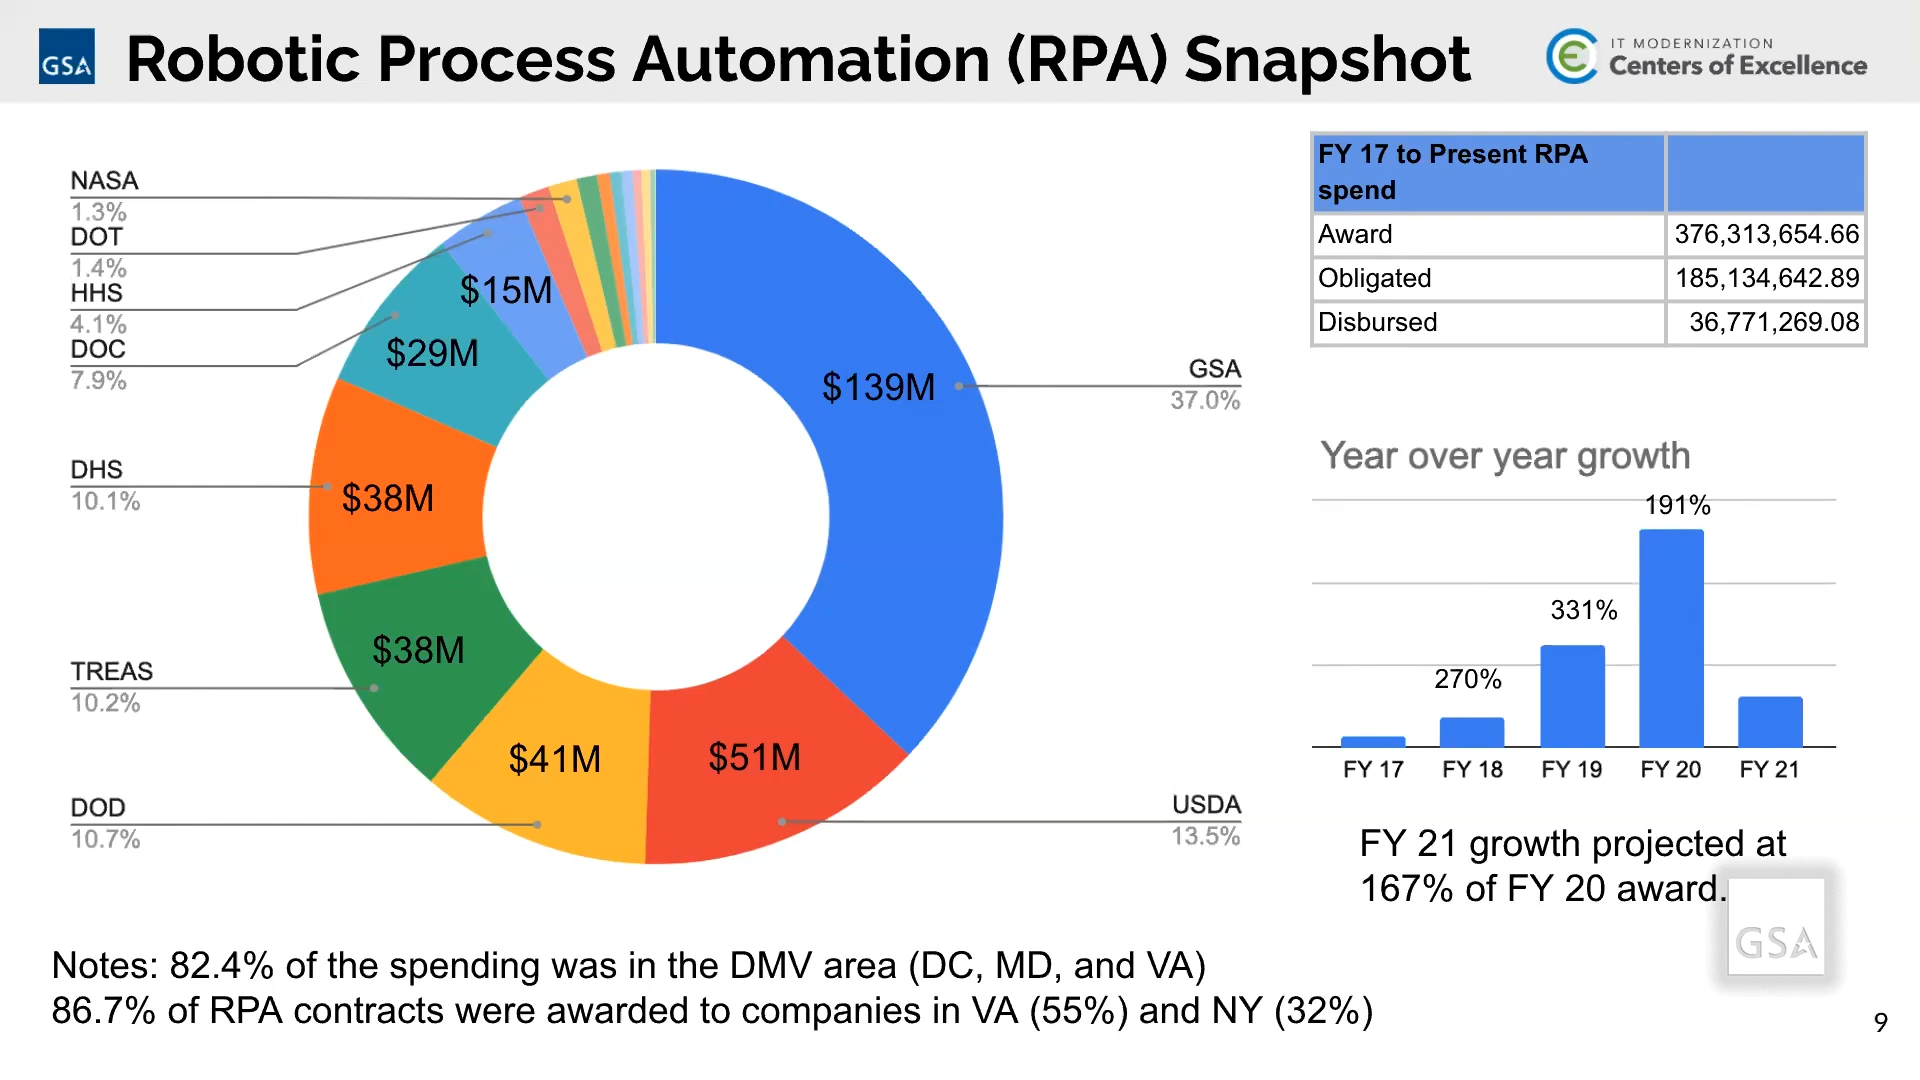 GSA
Robotic Process Automation (RPA) Snapshot
IT MODERNIZATION
Centers of Excellence
NASA
1.3%
DOT
1.4%
HHS
4.1%
DOC
7.9%
DHS
10.1%
TREAS
10.2%
DOD
10.7%
$15M
$29M
$38M
$38M
$41M
$51M
$139M
GSA
37.0%
USDA
13.5%
FY 17 to Present RPA
spend
Award 376,313,654.66
Obligated 185,134,642.89
Disbursed 36,771,269.08
Year over year growth
191%
331%
270%
FY 17 FY 18 FY 19 FY 20 FY 21
FY 21 growth projected at
167% of FY 20 award.
GSA
Notes: 82.4% of the spending was in the DMV area (DC, MD, and VA)
86.7% of RPA contracts were awarded to companies in VA (55%) and NY (32%)
9